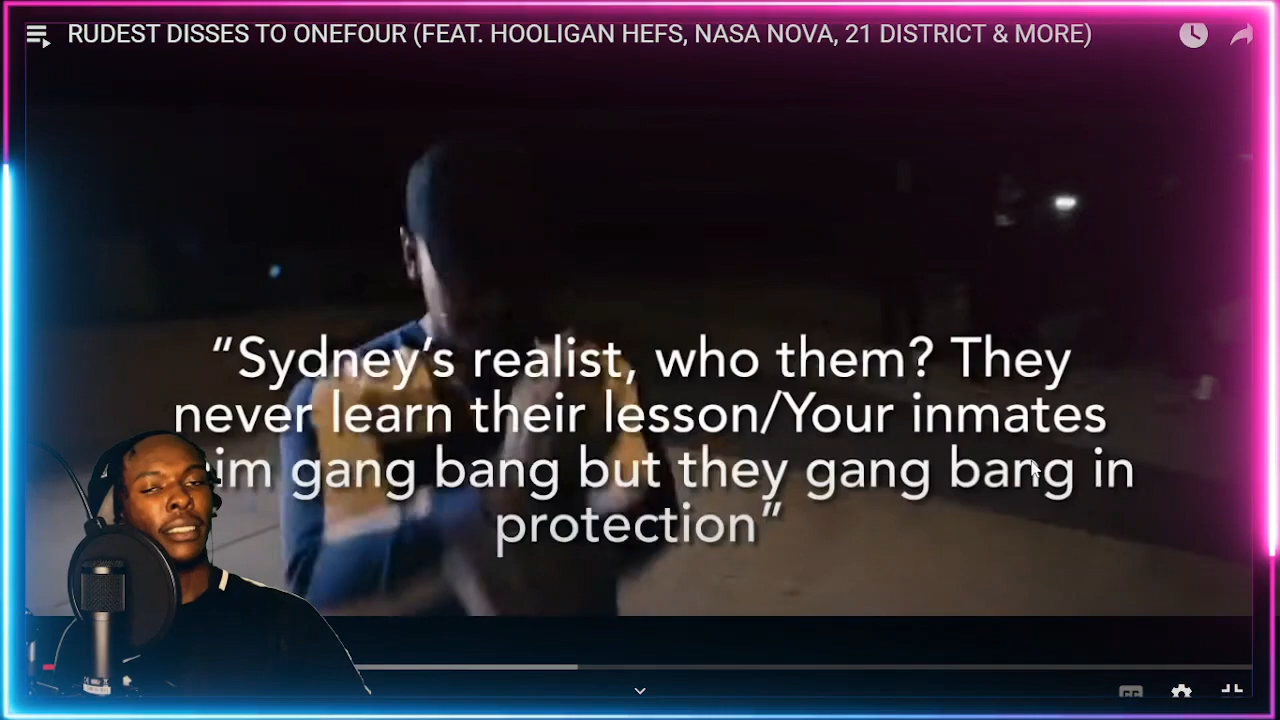 RUDEST DISSES TO ONEFOUR (FEAT. HOOLIGAN HEFS, NASA NOVA, 21 DISTRICT & MORE)
“Sydney’s realist, who them? They
never learn their lesson/Your inmates
gang bang but they gang bang in
protection”